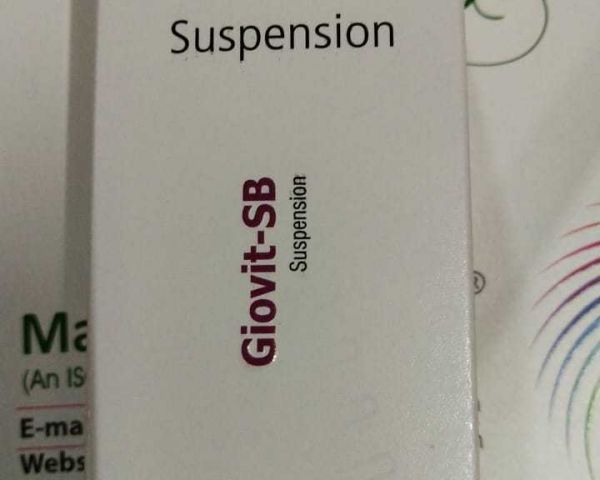 Suspension
Giovit-SB
Suspension
®
Ma
(An IS
E-ma
Webs